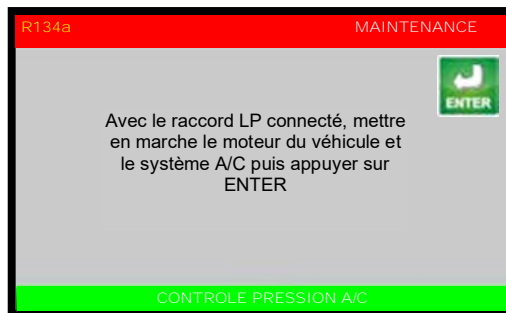 R134a MAINTENANCE
ENTER
Avec le raccord LP connecté, mettre
en marche le moteur du véhicule et
le système A/C puis appuyer sur
ENTER
CONTROLE PRESSION A/C